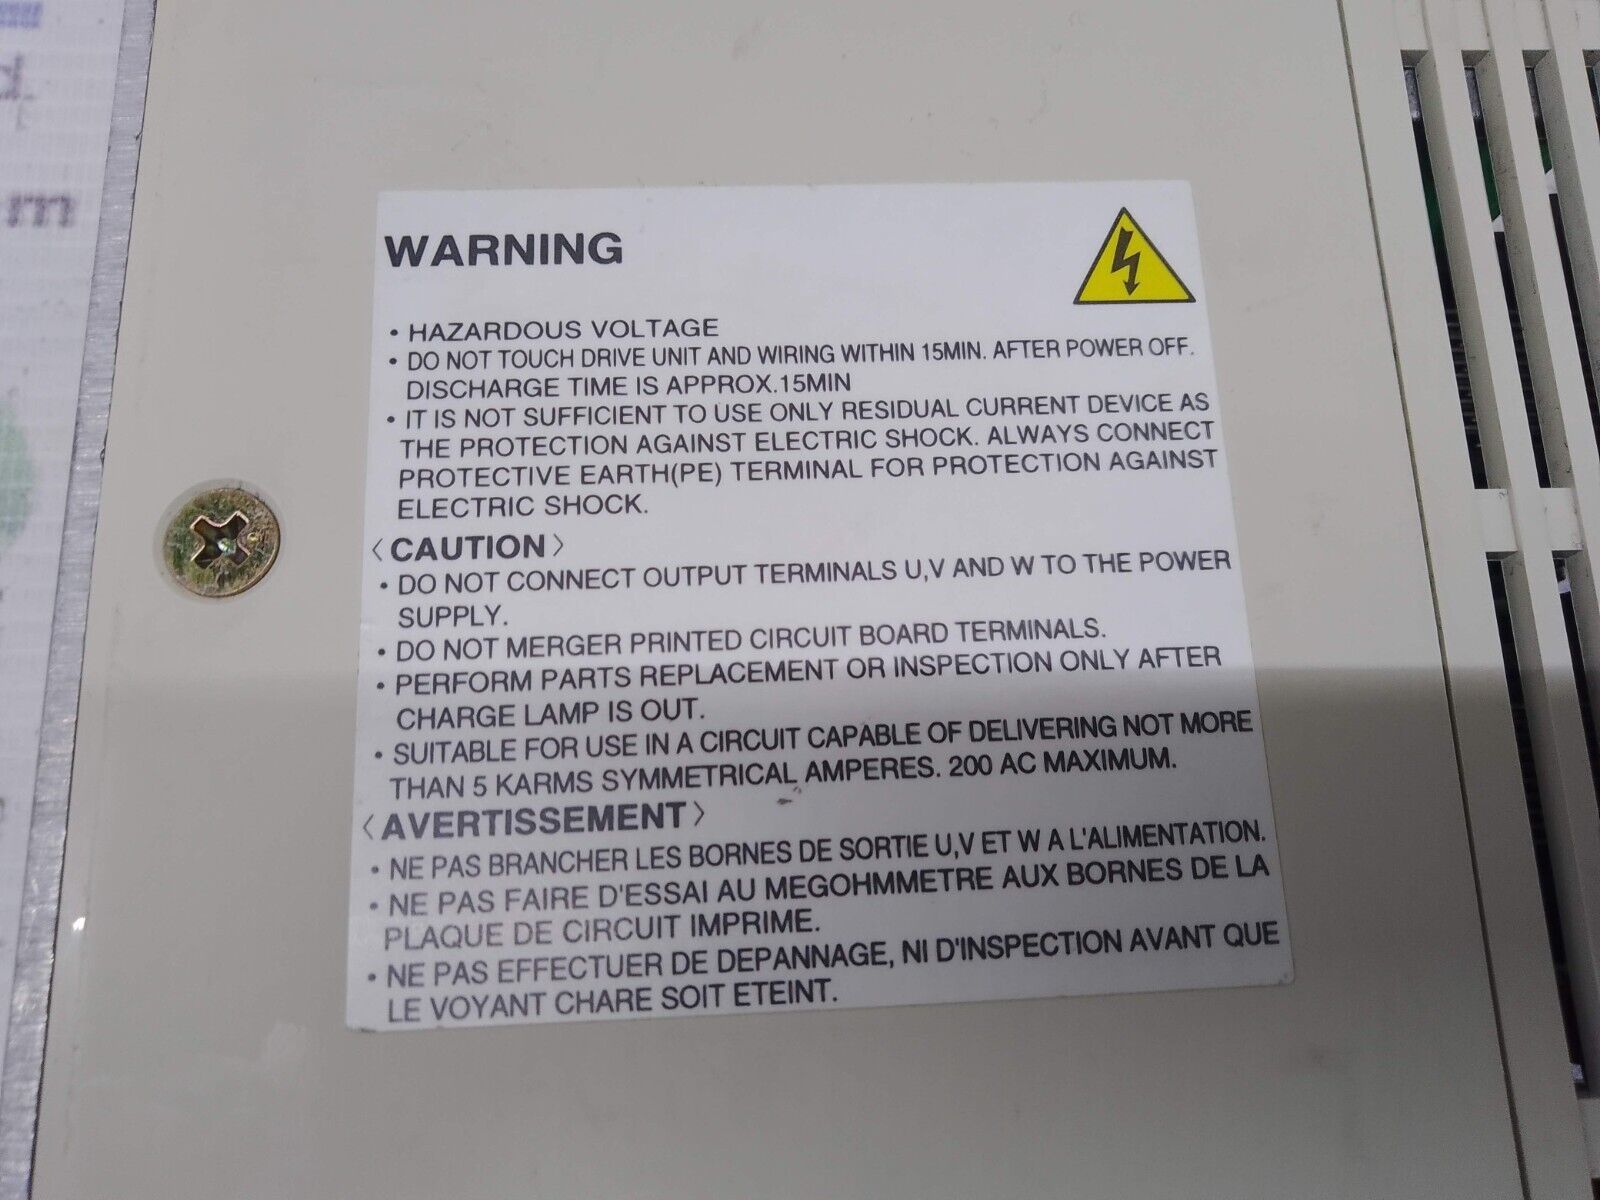 WARNING
• HAZARDOUS VOLTAGE
• DO NOT TOUCH DRIVE UNIT AND WIRING WITHIN 15MIN. AFTER POWER OFF.
DISCHARGE TIME IS APPROX.15MIN
• IT IS NOT SUFFICIENT TO USE ONLY RESIDUAL CURRENT DEVICE AS
THE PROTECTION AGAINST ELECTRIC SHOCK. ALWAYS CONNECT
PROTECTIVE EARTH(PE) TERMINAL FOR PROTECTION AGAINST
ELECTRIC SHOCK.
〈CAUTION〉
• DO NOT CONNECT OUTPUT TERMINALS U,V AND W TO THE POWER
SUPPLY.
• DO NOT MERGER PRINTED CIRCUIT BOARD TERMINALS.
• PERFORM PARTS REPLACEMENT OR INSPECTION ONLY AFTER
CHARGE LAMP IS OUT.
• SUITABLE FOR USE IN A CIRCUIT CAPABLE OF DELIVERING NOT MORE
THAN 5 KARMS SYMMETRICAL AMPERES. 200 AC MAXIMUM.
〈AVERTISSEMENT〉
• NE PAS BRANCHER LES BORNES DE SORTIE U,V ET W A L'ALIMENTATION.
• NE PAS FAIRE D'ESSAI AU MEGOHMMETRE AUX BORNES DE LA
PLAQUE DE CIRCUIT IMPRIME.
• NE PAS EFFECTUER DE DEPANNAGE, NI D'INSPECTION AVANT QUE
LE VOYANT CHARE SOIT ETEINT.